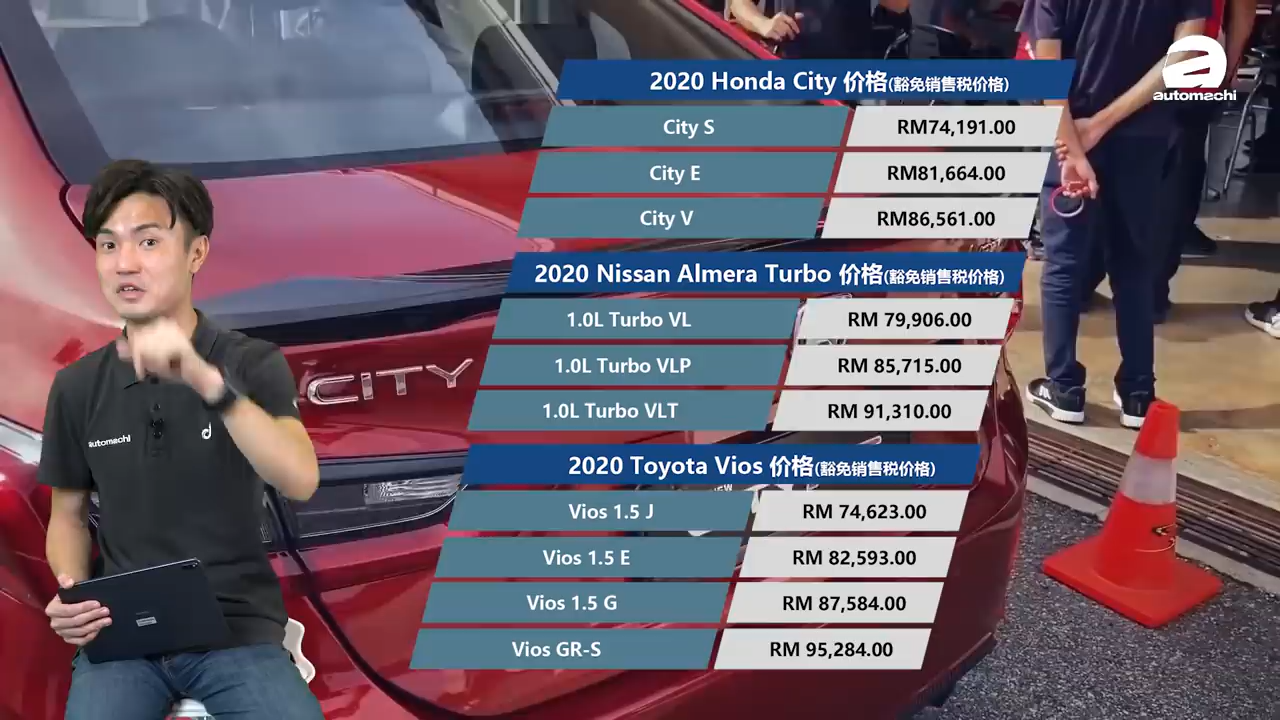 automachi
2020 Honda City 价格(豁免销售税价格)
City S RM74,191.00
City E RM81,664.00
City V RM86,561.00
2020 Nissan Almera Turbo 价格(豁免销售税价格)
1.0L Turbo VL RM 79,906.00
1.0L Turbo VLP RM 85,715.00
1.0L Turbo VLT RM 91,310.00
2020 Toyota Vios 价格(豁免销售税价格)
Vios 1.5 J RM 74,623.00
Vios 1.5 E RM 82,593.00
Vios 1.5 G RM 87,584.00
Vios GR-S RM 95,284.00
CITY
automachi